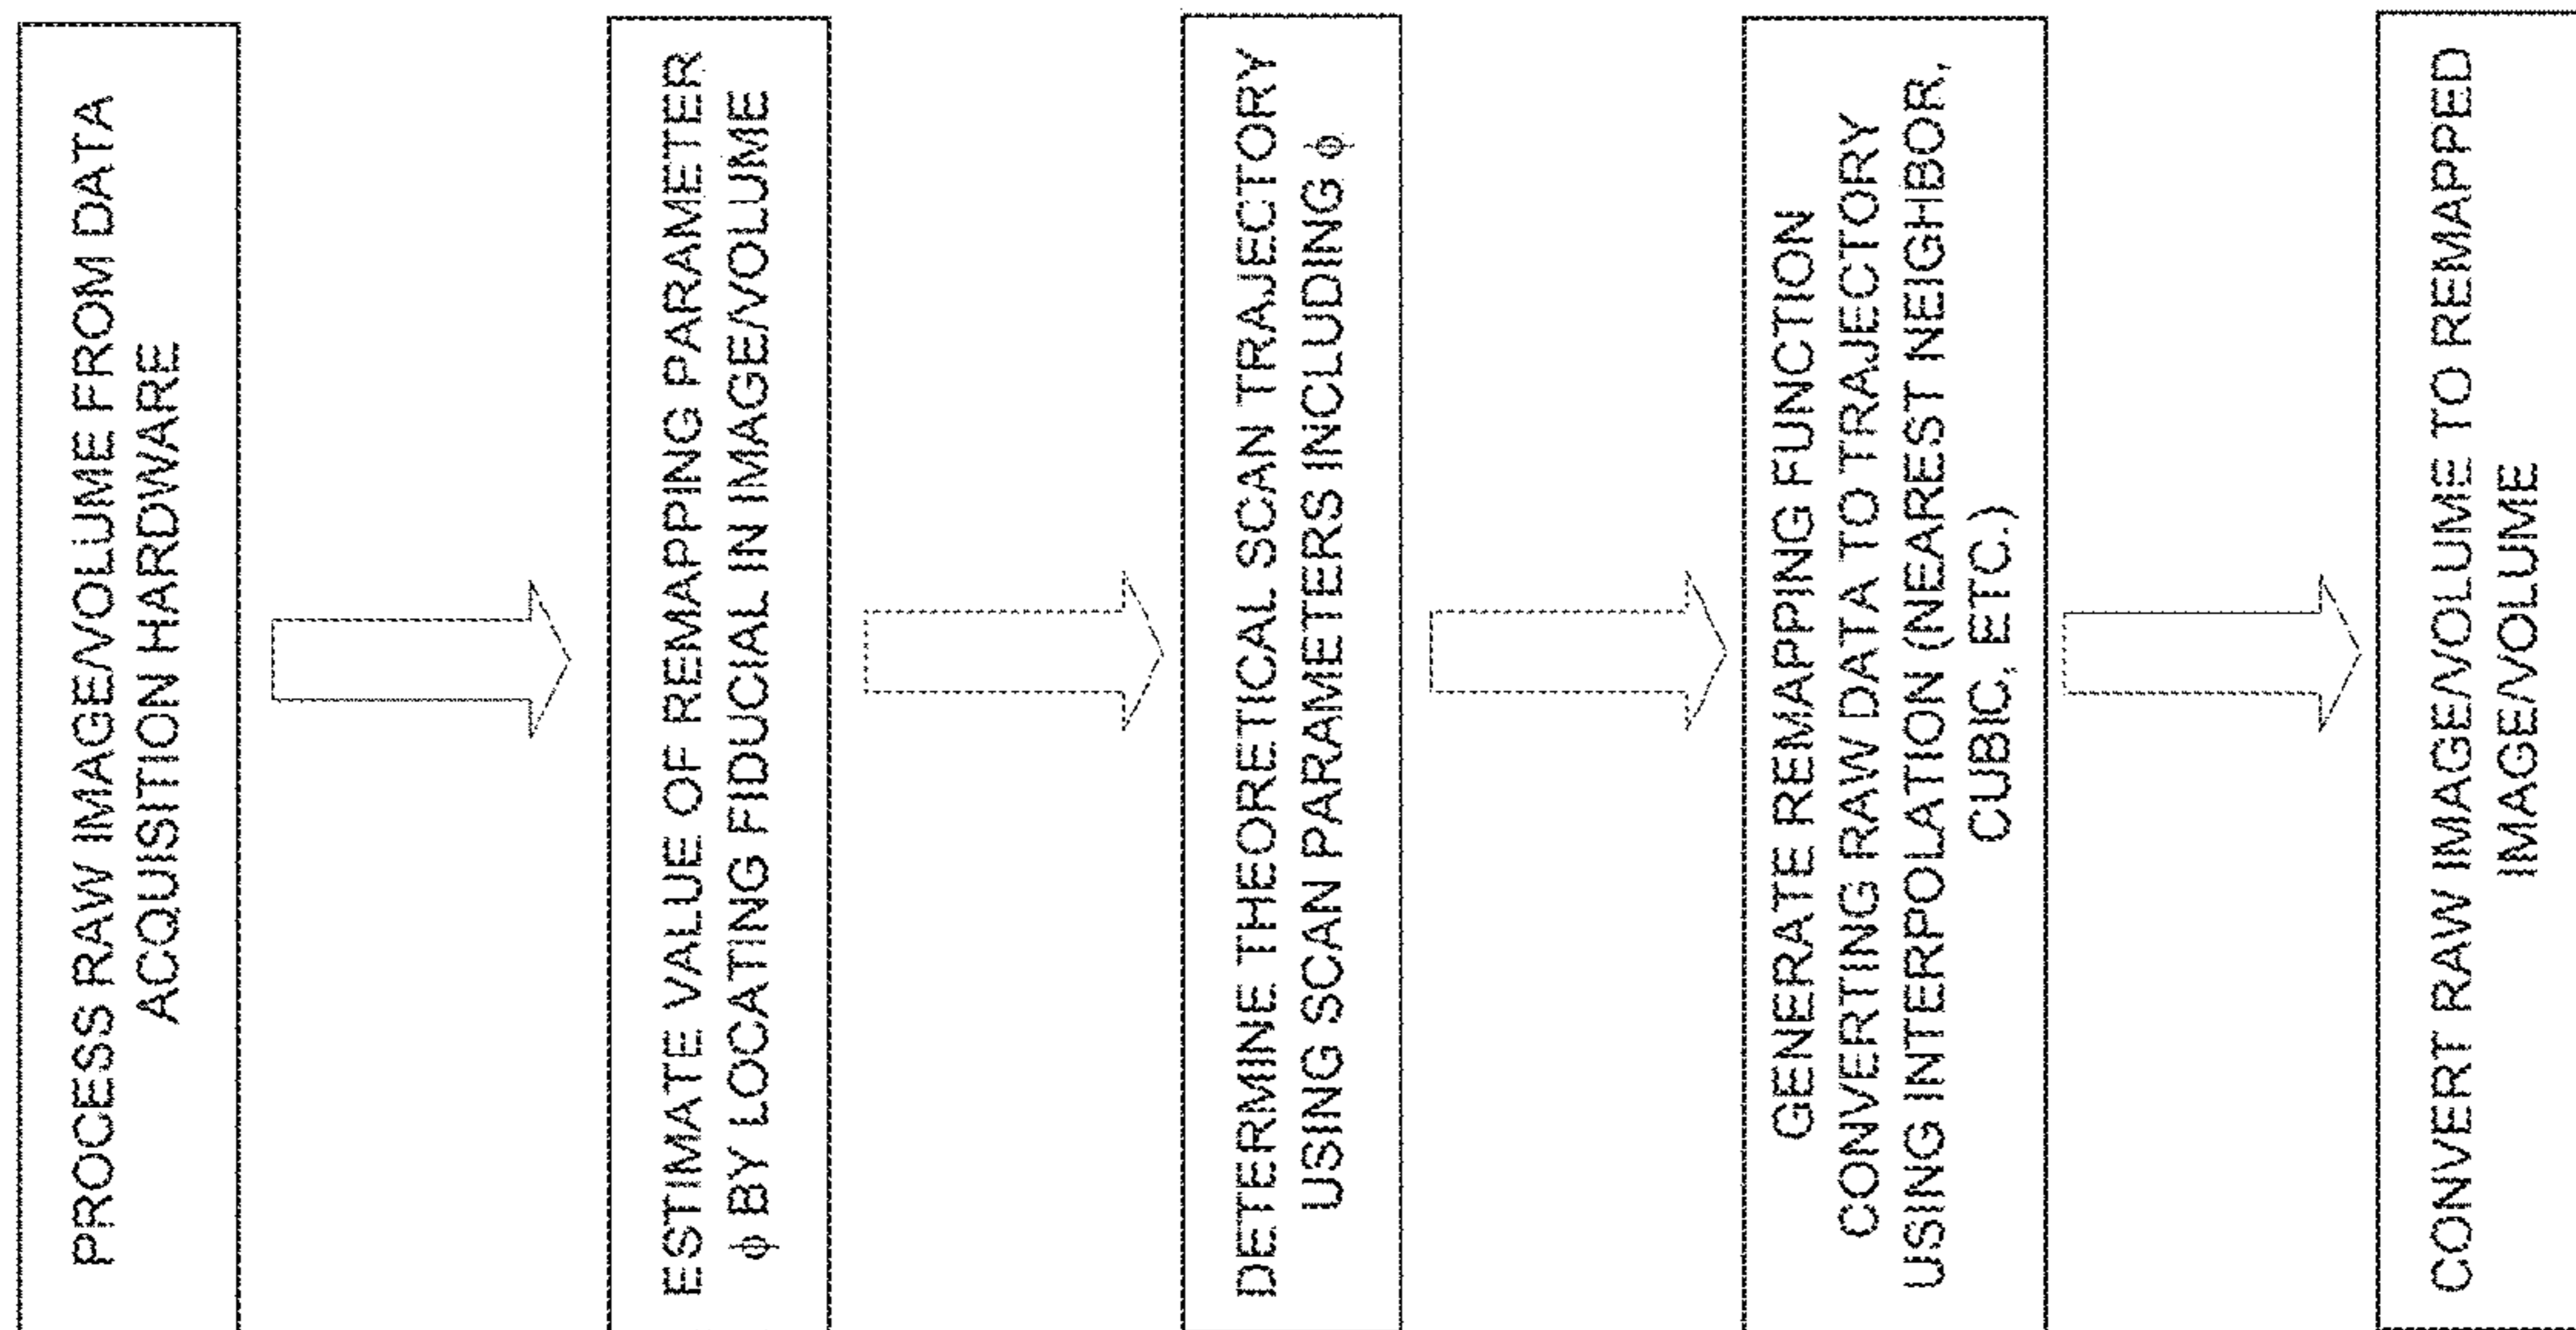 PROCESS RAW IMAGE/VOLUME FROM DATA
ACQUISITION HARDWARE
ESTIMATE VALUE OF REMAPPING PARAMETER
ϕ BY LOCATING FIDUCIAL IN IMAGE/VOLUME
DETERMINE THEORETICAL SCAN TRAJECTORY
USING SCAN PARAMETERS INCLUDING ϕ
GENERATE REMAPPING FUNCTION
CONVERTING RAW DATA TO TRAJECTORY
USING INTERPOLATION (NEAREST NEIGHBOR,
CUBIC, ETC.)
CONVERT RAW IMAGE/VOLUME TO REMAPPED
IMAGE/VOLUME